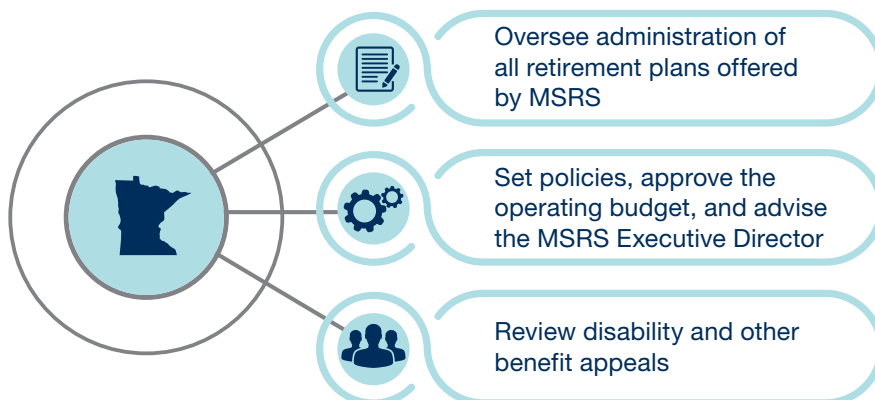 Oversee administration of
all retirement plans offered
by MSRS
Set policies, approve the
operating budget, and advise
the MSRS Executive Director
Review disability and other
benefit appeals